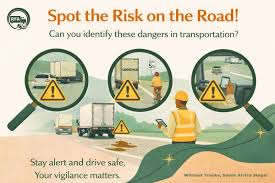 RFA
Spot the Risk on the Road!
Can you identify these dangers in transportation?
Stay alert and drive safe,
Your vigilance matters.